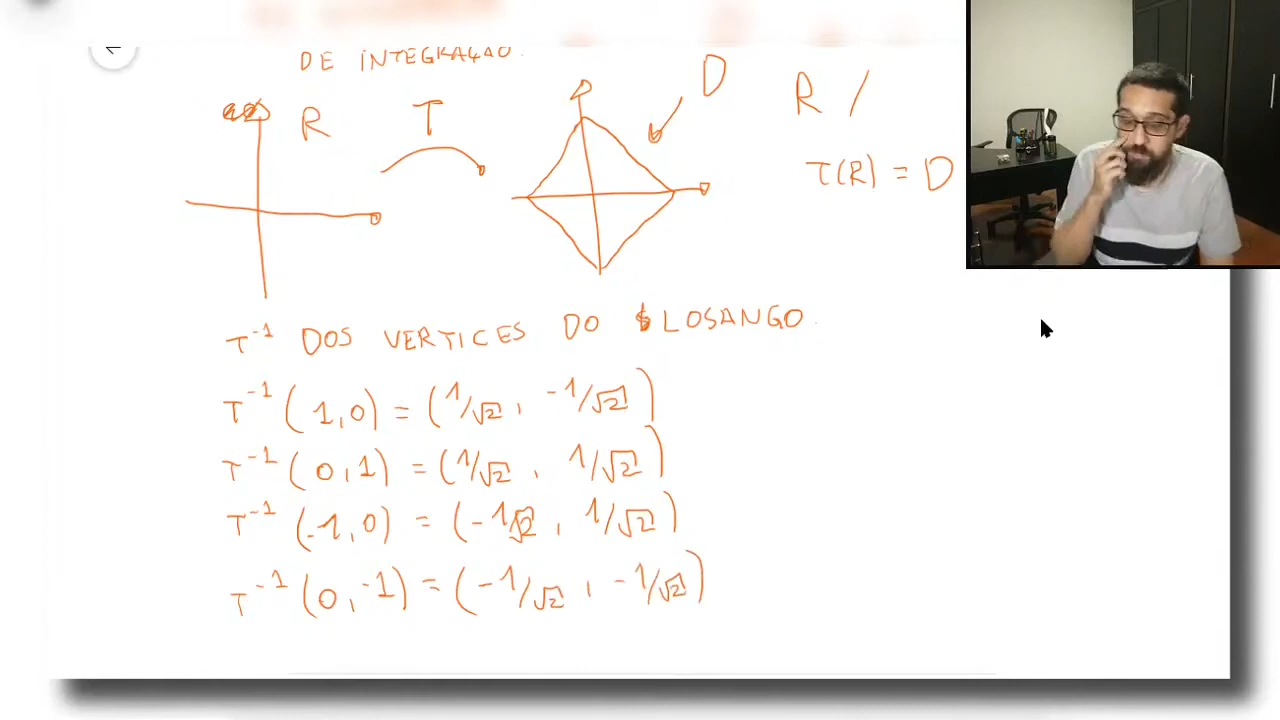 DE INTEGRAÇÃO.
R T D R /
T(R) = D
T⁻¹ DOS VERTICES DO LOSANGO.
T⁻¹ (1,0) = (1/√2, -1/√2)
T⁻¹ (0,1) = (1/√2, 1/√2)
T⁻¹ (-1,0) = (-1/√2, 1/√2)
T⁻¹ (0,-1) = (-1/√2, -1/√2)